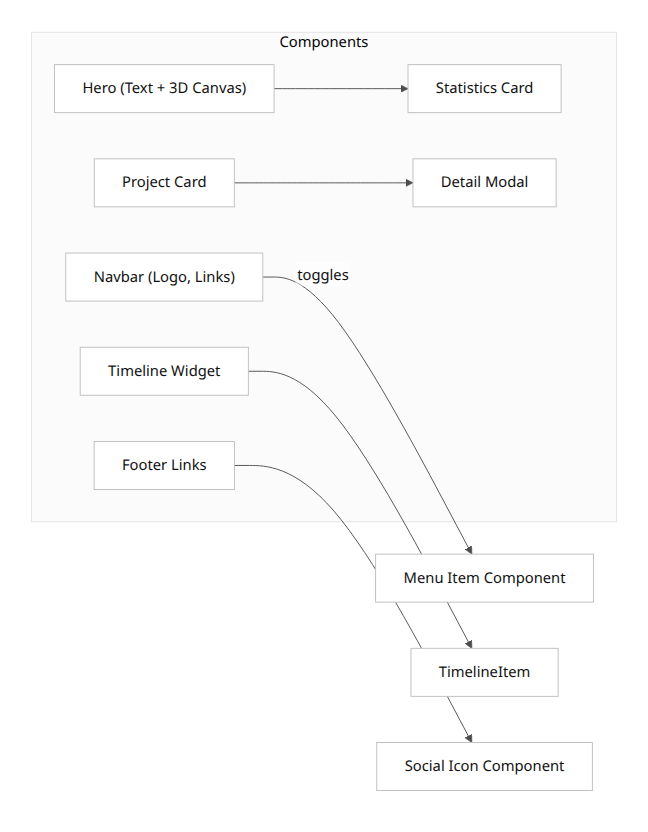 Components
Hero (Text + 3D Canvas)
Statistics Card
Project Card
Detail Modal
Navbar (Logo, Links)
toggles
Timeline Widget
Footer Links
Menu Item Component
TimelineItem
Social Icon Component